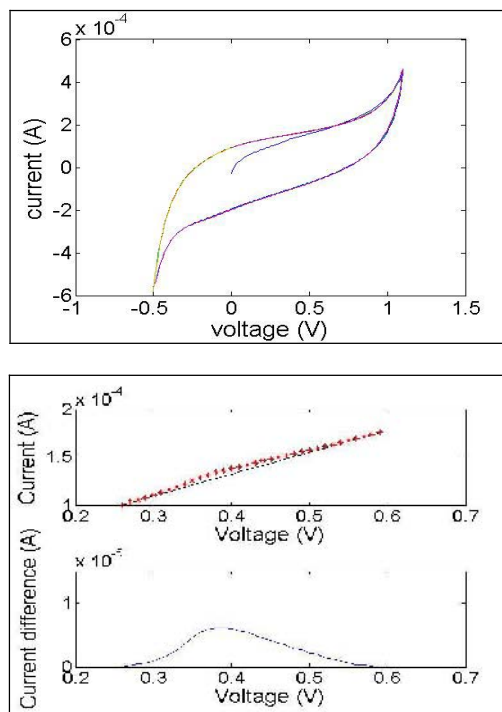 x 10⁻⁴
6
4
2
0
-2
-4
-6
current (A)
-1 -0.5 0 0.5 1 1.5
voltage (V)
x 10⁻⁴
2
1.5
1
Current (A)
0.2 0.3 0.4 0.5 0.6 0.7
Voltage (V)
x 10⁻⁵
1
0
Current difference (A)
0.2 0.3 0.4 0.5 0.6 0.7
Voltage (V)